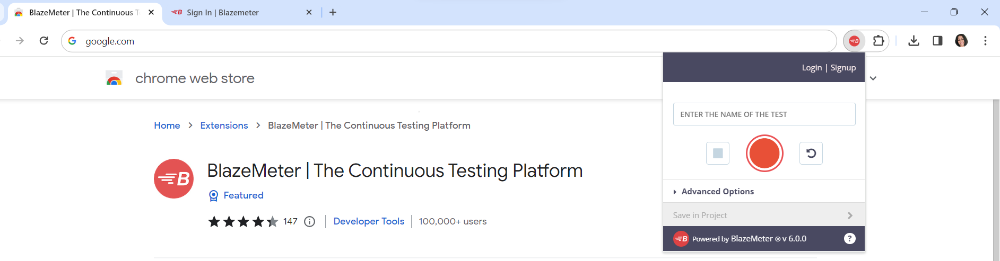 BlazeMeter | The Continuous T
Sign In | Blazemeter
google.com
Login | Signup
chrome web store
ENTER THE NAME OF THE TEST
Home > Extensions > BlazeMeter | The Continuous Testing Platform
B BlazeMeter | The Continuous Testing Platform
Featured
Advanced Options
147 | Developer Tools | 100,000+ users
Save in Project
B Powered by BlazeMeter ® v 6.0.0 ?